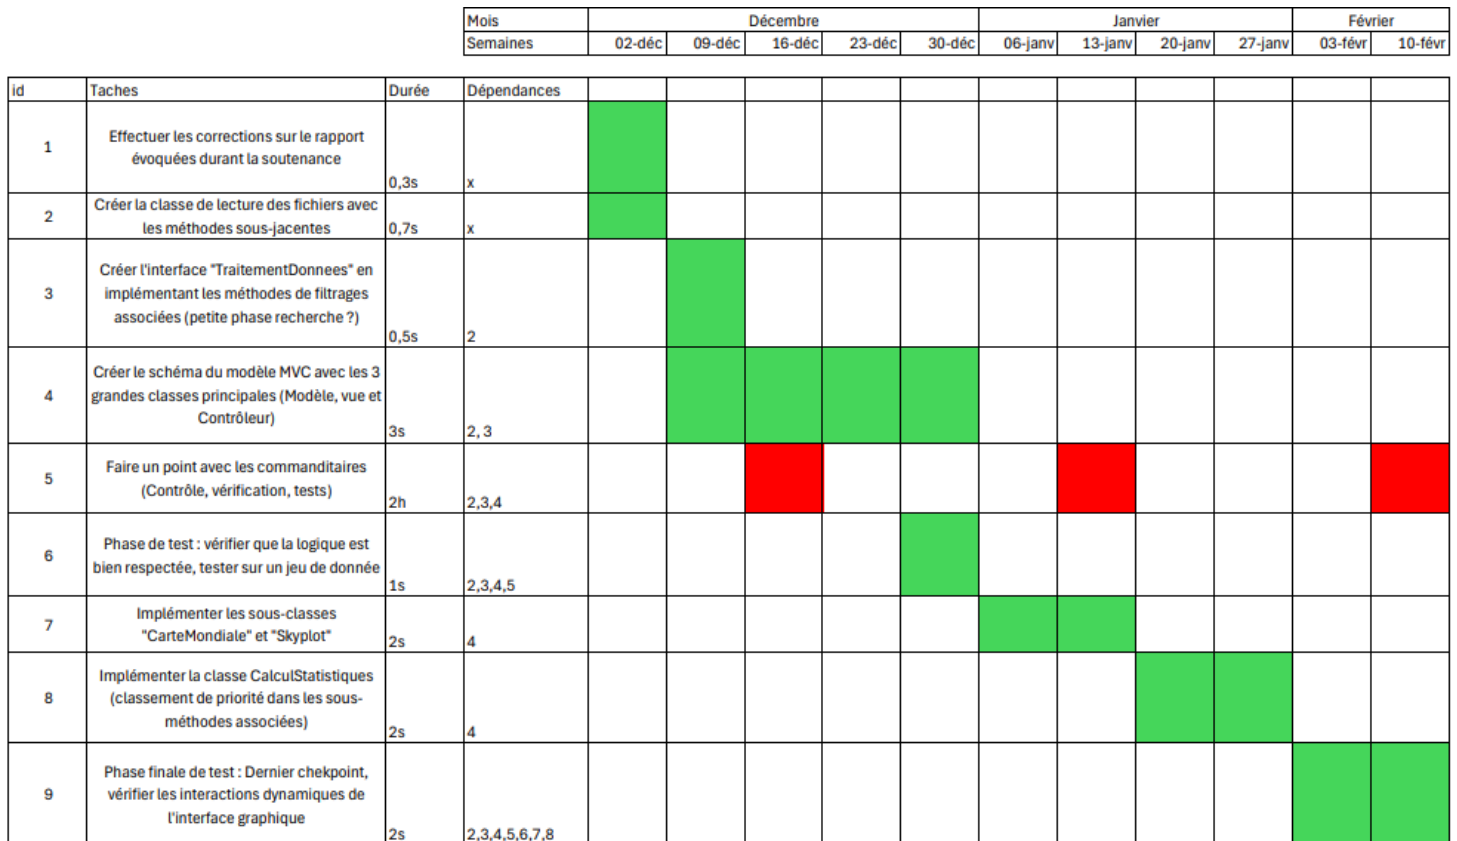 Mois Décembre Janvier Février
Semaines 02-déc 09-déc 16-déc 23-déc 30-déc 06-janv 13-janv 20-janv 27-janv 03-févr 10-févr
id Taches Durée Dépendances
1 Effectuer les corrections sur le rapport
évoquées durant la soutenance
0,3s x
2 Créer la classe de lecture des fichiers avec
les méthodes sous-jacentes 0,7s x
Créer l'interface "TraitementDonnees" en
3 implémentant les méthodes de filtrages
associées (petite phase recherche ?)
0,5s 2
Créer le schéma du modèle MVC avec les 3
4 grandes classes principales (Modèle, vue et
Contrôleur)
3s 2, 3
5 Faire un point avec les commanditaires
(Contrôle, vérification, tests)
2h 2,3,4
6 Phase de test : vérifier que la logique est
bien respectée, tester sur un jeu de donnée
1s 2,3,4,5
7 Implémenter les sous-classes
"CarteMondiale" et "Skyplot"
2s 4
Implémenter la classe CalculStatistiques
8 (classement de priorité dans les sous-
méthodes associées)
2s 4
Phase finale de test : Dernier chekpoint,
9 vérifier les interactions dynamiques de
l'interface graphique
2s 2,3,4,5,6,7,8